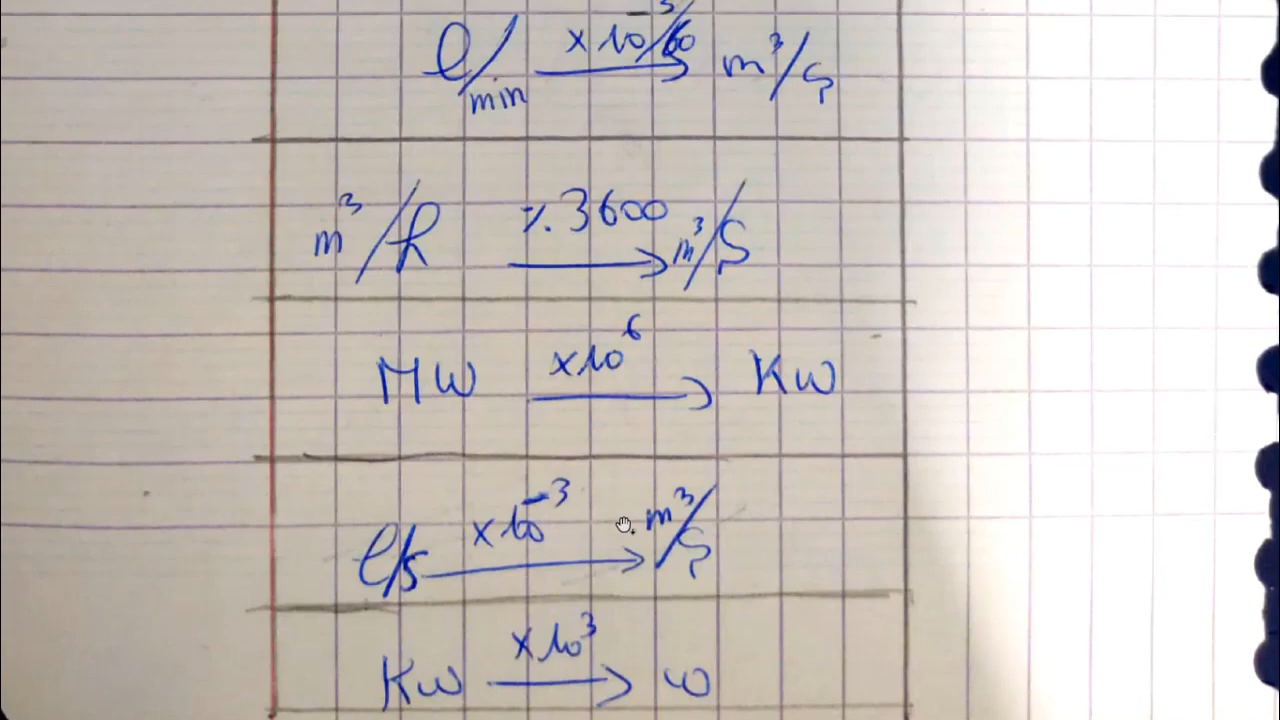 l/min ×10⁻³/60 → m³/s
m³/h ÷ 3600 → m³/s
MW ×10⁶ → KW
l/s ×10⁻³ → m³/s
KW ×10³ → W